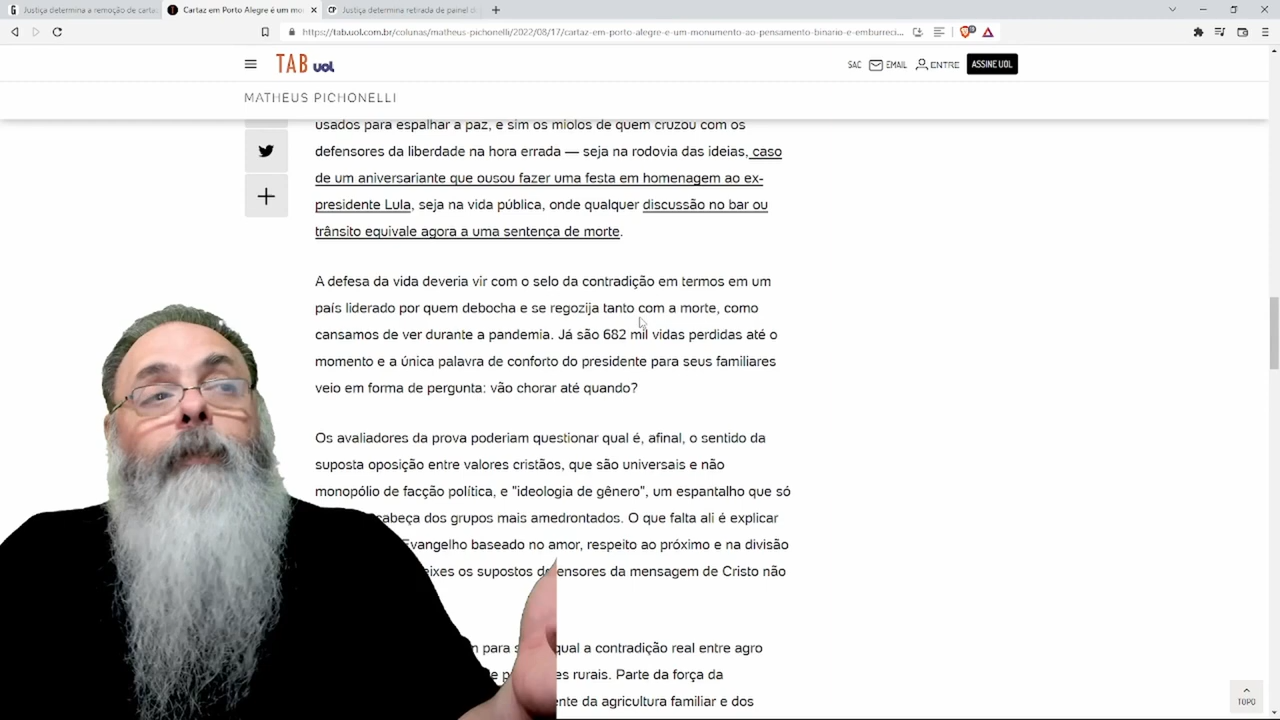 Justiça determina a remoção de carta
Cartaz em Porto Alegre é um mo
Justiça determina retirada de painel d
https://tab.uol.com.br/colunas/matheus-pichonelli/2022/08/17/cartaz-em-porto-alegre-e-um-monumento-ao-pensamento-binario-e-emburreci...
TAB uol
SAC EMAIL ENTRE ASSINE UOL
MATHEUS PICHONELLI
usados para espalhar a paz, e sim os miolos de quem cruzou com os
defensores da liberdade na hora errada — seja na rodovia das ideias, caso
de um aniversariante que ousou fazer uma festa em homenagem ao ex-
presidente Lula, seja na vida pública, onde qualquer discussão no bar ou
trânsito equivale agora a uma sentença de morte.
A defesa da vida deveria vir com o selo da contradição em termos em um
país liderado por quem debocha e se regozija tanto com a morte, como
cansamos de ver durante a pandemia. Já são 682 mil vidas perdidas até o
momento e a única palavra de conforto do presidente para seus familiares
veio em forma de pergunta: vão chorar até quando?
Os avaliadores da prova poderiam questionar qual é, afinal, o sentido da
suposta oposição entre valores cristãos, que são universais e não
monopólio de facção política, e "ideologia de gênero", um espantalho que só
cabeça dos grupos mais amedrontados. O que falta ali é explicar
Evangelho baseado no amor, respeito ao próximo e na divisão
eixes os supostos defensores da mensagem de Cristo não
para qual a contradição real entre agro
es rurais. Parte da força da
ente da agricultura familiar e dos
TOPO